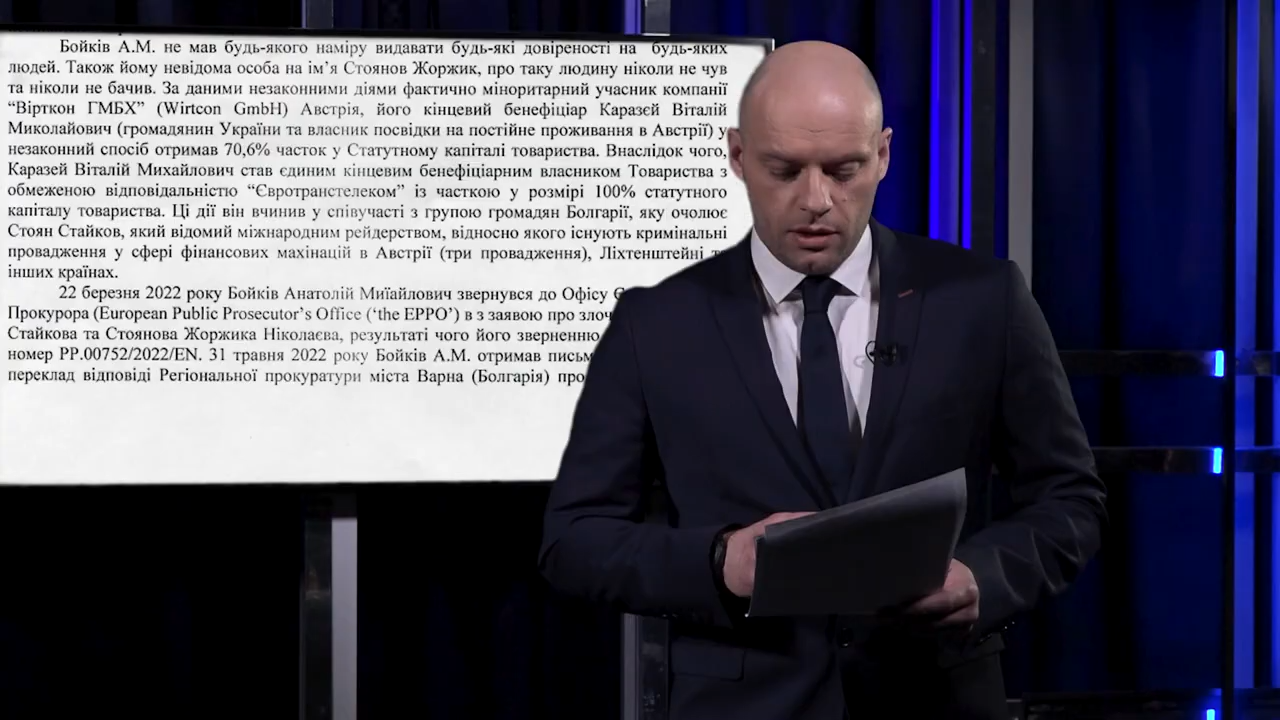 Бойків А.М. не мав будь-якого наміру видавати будь-які довіреності на будь-яких
людей. Також йому невідома особа на ім’я Стоянов Жоржик, про таку людину ніколи не чув
та ніколи не бачив. За даними незаконними діями фактично міноритарний учасник компанії
“Вірткон ГМБХ” (Wirtcon GmbH) Австрія, його кінцевий бенефіціар Каразєй Віталій
Миколайович (громадянин України та власник посвідки на постійне проживання в Австрії) у
незаконний спосіб отримав 70,6% часток у Статутному капіталі товариства. Внаслідок чого,
Каразей Віталій Михайлович став єдиним кінцевим бенефіціарним власником Товариства з
обмеженою відповідальністю “Євротранстелеком” із часткою у розмірі 100% статутного
капіталу товариства. Ці дії він вчинив у співучасті з групою громадян Болгарії, яку очолює
Стоян Стайков, який відомий міжнародним рейдерством, відносно якого існують кримінальні
провадження у сфері фінансових махінацій в Австрії (три провадження), Ліхтенштейні
інших країнах.
22 березня 2022 року Бойків Анатолій Миїайлович звернувся до Офісу
Прокурора (European Public Prosecutor’s Office (‘the EPPO’) в з заявою про
Стайкова та Стоянова Жоржика Ніколаєва, результаті чого його
номер PP.00752/2022/EN. 31 травня 2022 року Бойків А.М. отримав
переклад відповіді Регіональної прокуратури міста Варна (Болгарія)